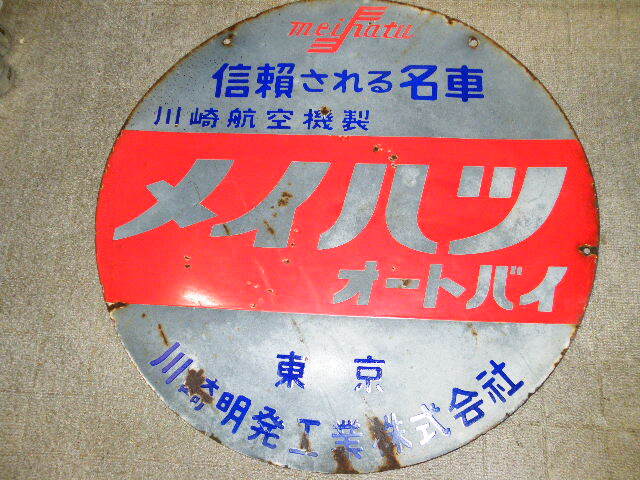 meihatu
信頼される名車
川崎航空機製
メイハツ
オートバイ
東京
川崎明発工業株式会社